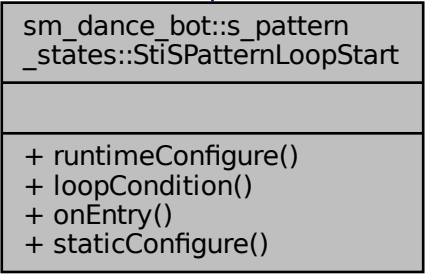 sm_dance_bot::s_pattern
_states::StiSPatternLoopStart
+ runtimeConfigure()
+ loopCondition()
+ onEntry()
+ staticConfigure()